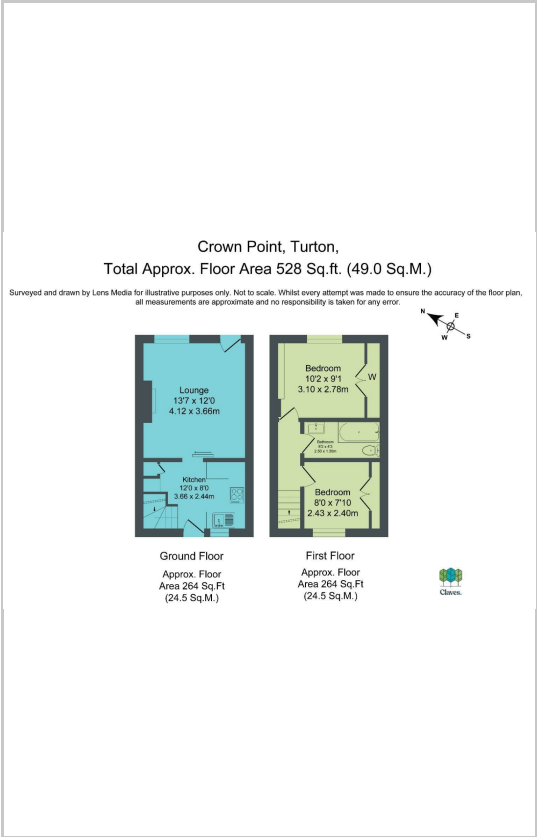 Crown Point, Turton,
Total Approx. Floor Area 528 Sq.ft. (49.0 Sq.M.)
Surveyed and drawn by Lens Media for illustrative purposes only. Not to scale. Whilst every attempt was made to ensure the accuracy of the floor plan,
all measurements are approximate and no responsibility is taken for any error.
N
E
W
S
Lounge
13'7 x 12'0
4.12 x 3.66m
Kitchen
12'0 x 8'0
3.66 x 2.44m
Bedroom
10'2 x 9'1
3.10 x 2.78m
W
Bathroom
Bedroom
8'0 x 7'10
2.43 x 2.40m
Ground Floor
Approx. Floor
Area 264 Sq.Ft
(24.5 Sq.M.)
First Floor
Approx. Floor
Area 264 Sq.Ft
(24.5 Sq.M.)
Claves.